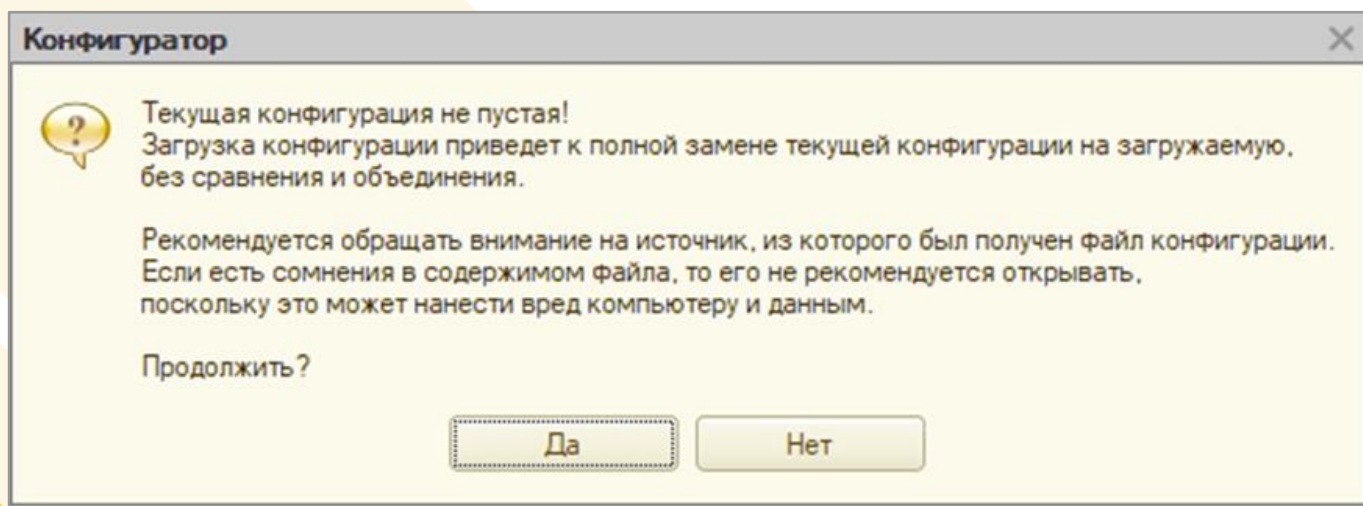 Конфигуратор
Текущая конфигурация не пустая!
Загрузка конфигурации приведет к полной замене текущей конфигурации на загружаемую,
без сравнения и объединения.
Рекомендуется обращать внимание на источник, из которого был получен файл конфигурации.
Если есть сомнения в содержимом файла, то его не рекомендуется открывать,
поскольку это может нанести вред компьютеру и данным.
Продолжить?
Да
Нет